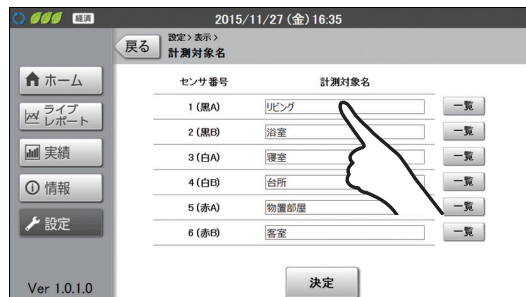 経済
2015/11/27(金)16:35
戻る
設定>表示>
計測対象名
ホーム
ライブ
レポート
実績
情報
設定
Ver 1.0.1.0
センサ番号 計測対象名
1(黒A) リビング 一覧
2(黒B) 浴室 一覧
3(白A) 寝室 一覧
4(白B) 台所 一覧
5(赤A) 物置部屋 一覧
6(赤B) 客室 一覧
決定